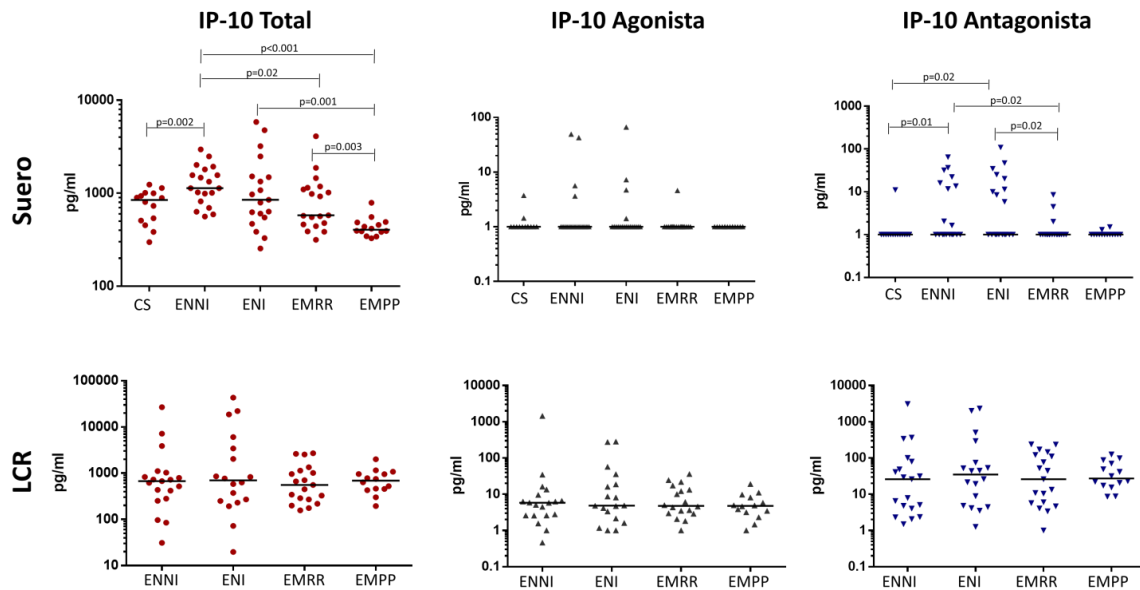 IP-10 Total
IP-10 Agonista
IP-10 Antagonista
Suero
p<0.001
p=0.02
p=0.001
p=0.002
p=0.003
pg/ml
10000
1000
100
CS ENNI ENI EMRR EMPP
pg/ml
100
10
1
0.1
CS ENNI ENI EMRR EMPP
p=0.02
p=0.02
p=0.01
p=0.02
pg/ml
1000
100
10
1
0.1
CS ENNI ENI EMRR EMPP
LCR
pg/ml
100000
10000
1000
100
10
ENNI ENI EMRR EMPP
pg/ml
10000
1000
100
10
1
0.1
ENNI ENI EMRR EMPP
pg/ml
10000
1000
100
10
1
0.1
ENNI ENI EMRR EMPP